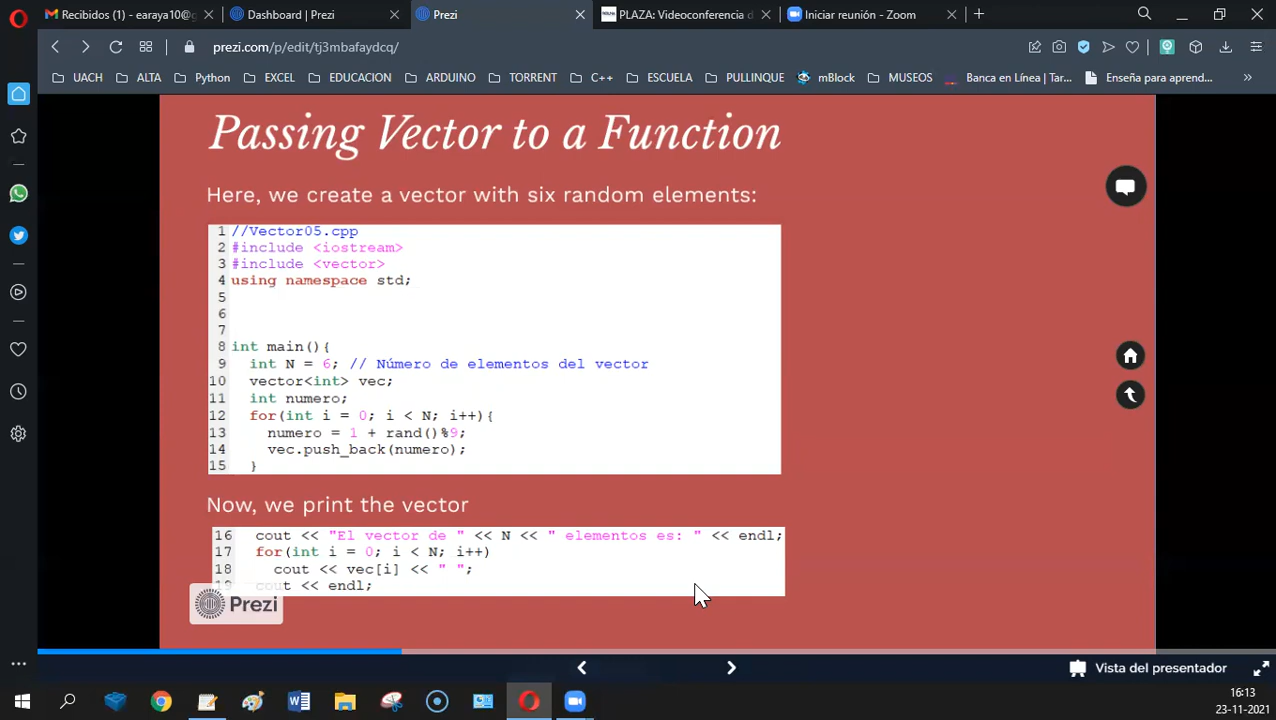 Recibidos (1) - earaya10@g
Dashboard | Prezi
Prezi
PLAZA: Videoconferencia d
Iniciar reunión - Zoom
prezi.com/p/edit/tj3mbafaydcq/
UACH
ALTA
Python
EXCEL
EDUCACION
ARDUINO
TORRENT
C++
ESCUELA
PULLINQUE
mBlock
MUSEOS
Banca en Línea | Tar...
Enseña para aprend...
Passing Vector to a Function
Here, we create a vector with six random elements:
1 //Vector05.cpp
2 #include <iostream>
3 #include <vector>
4 using namespace std;
5
6
7
8 int main(){
9 int N = 6; // Número de elementos del vector
10 vector<int> vec;
11 int numero;
12 for(int i = 0; i < N; i++){
13 numero = 1 + rand()%9;
14 vec.push_back(numero);
15 }
Now, we print the vector
16 cout << "El vector de " << N << " elementos es: " << endl;
17 for(int i = 0; i < N; i++)
18 cout << vec[i] << " ";
19 cout << endl;
Prezi
Vista del presentador
16:13
23-11-2021